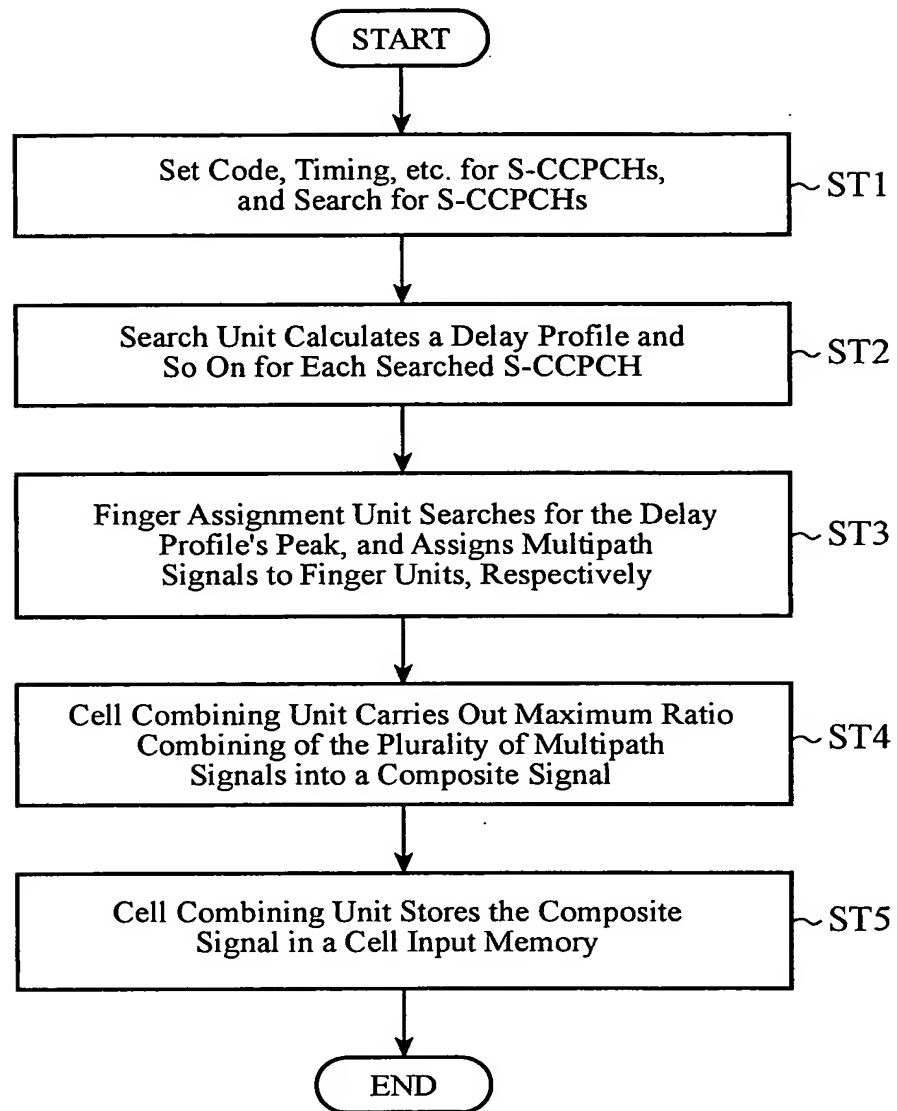 START
Set Code, Timing, etc. for S-CCPCHs,
and Search for S-CCPCHs
ST1
Search Unit Calculates a Delay Profile and
So On for Each Searched S-CCPCH
ST2
Finger Assignment Unit Searches for the Delay
Profile's Peak, and Assigns Multipath
Signals to Finger Units, Respectively
ST3
Cell Combining Unit Carries Out Maximum Ratio
Combining of the Plurality of Multipath
Signals into a Composite Signal
ST4
Cell Combining Unit Stores the Composite
Signal in a Cell Input Memory
ST5
END